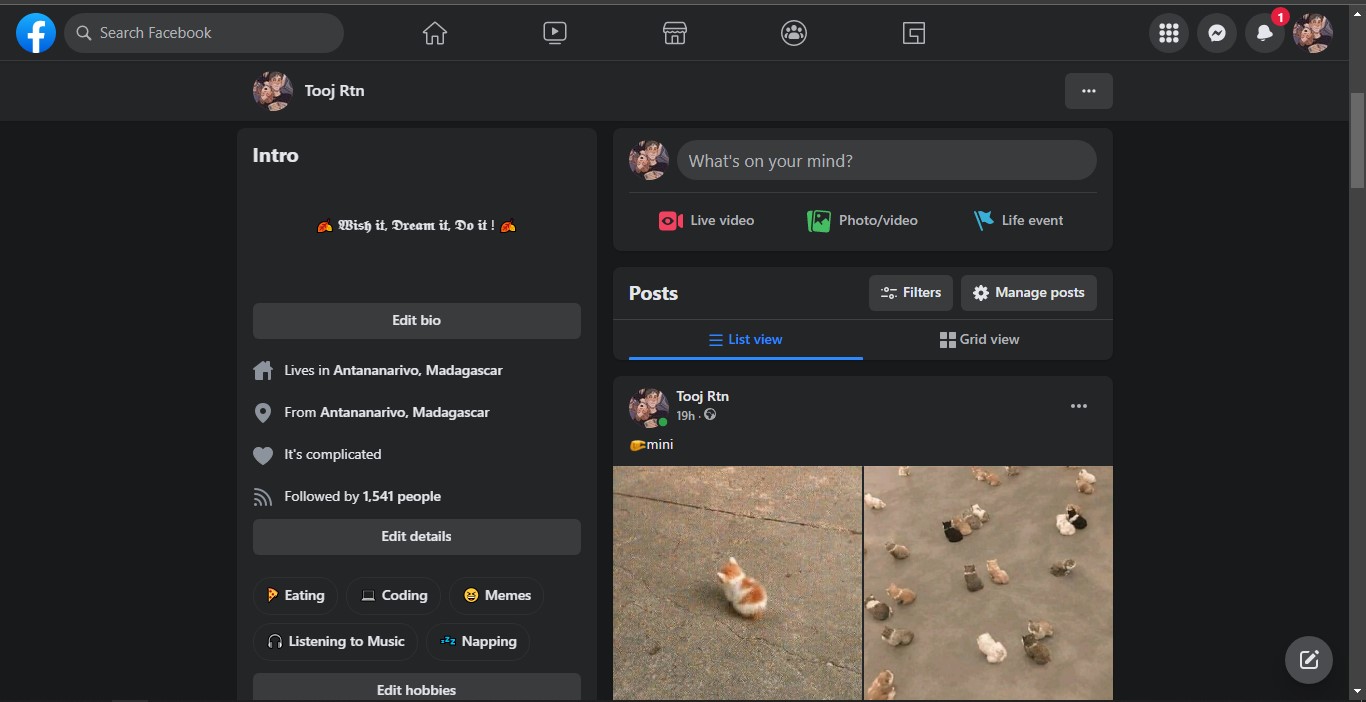 Search Facebook
1
Tooj Rtn
Intro
🍂 𝖂𝖎𝖘𝖍 𝖎𝖙, 𝕯𝖗𝖊𝖆𝖒 𝖎𝖙, 𝕯𝖔 𝖎𝖙 ! 🍂
Edit bio
Lives in Antananarivo, Madagascar
From Antananarivo, Madagascar
It's complicated
Followed by 1,541 people
Edit details
🍕 Eating
💻 Coding
😆 Memes
🎧 Listening to Music
💤 Napping
Edit hobbies
What's on your mind?
Live video
Photo/video
Life event
Posts
Filters
Manage posts
List view
Grid view
Tooj Rtn
19h ·
🤏mini